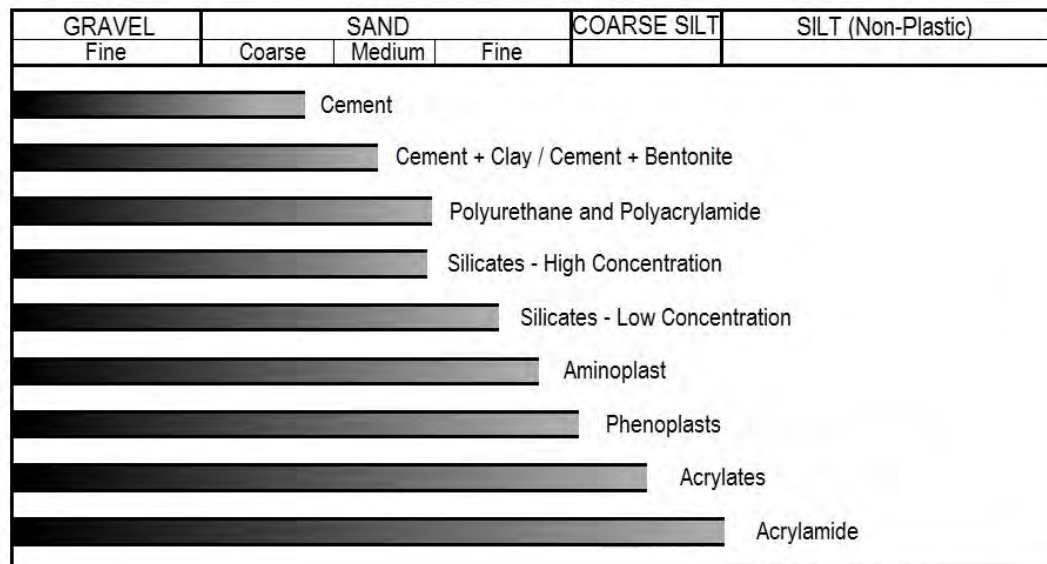 GRAVEL SAND COARSE SILT SILT (Non-Plastic)
Fine Coarse Medium Fine
Cement
Cement + Clay / Cement + Bentonite
Polyurethane and Polyacrylamide
Silicates - High Concentration
Silicates - Low Concentration
Aminoplast
Phenoplasts
Acrylates
Acrylamide